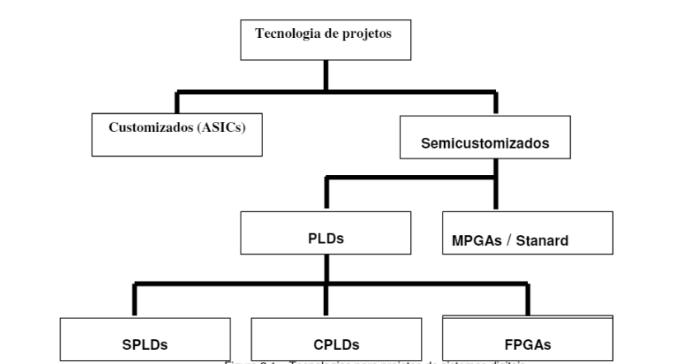 Tecnologia de projetos
Customizados (ASICs)
Semicustomizados
PLDs
MPGAs / Stanard
SPLDs
CPLDs
FPGAs